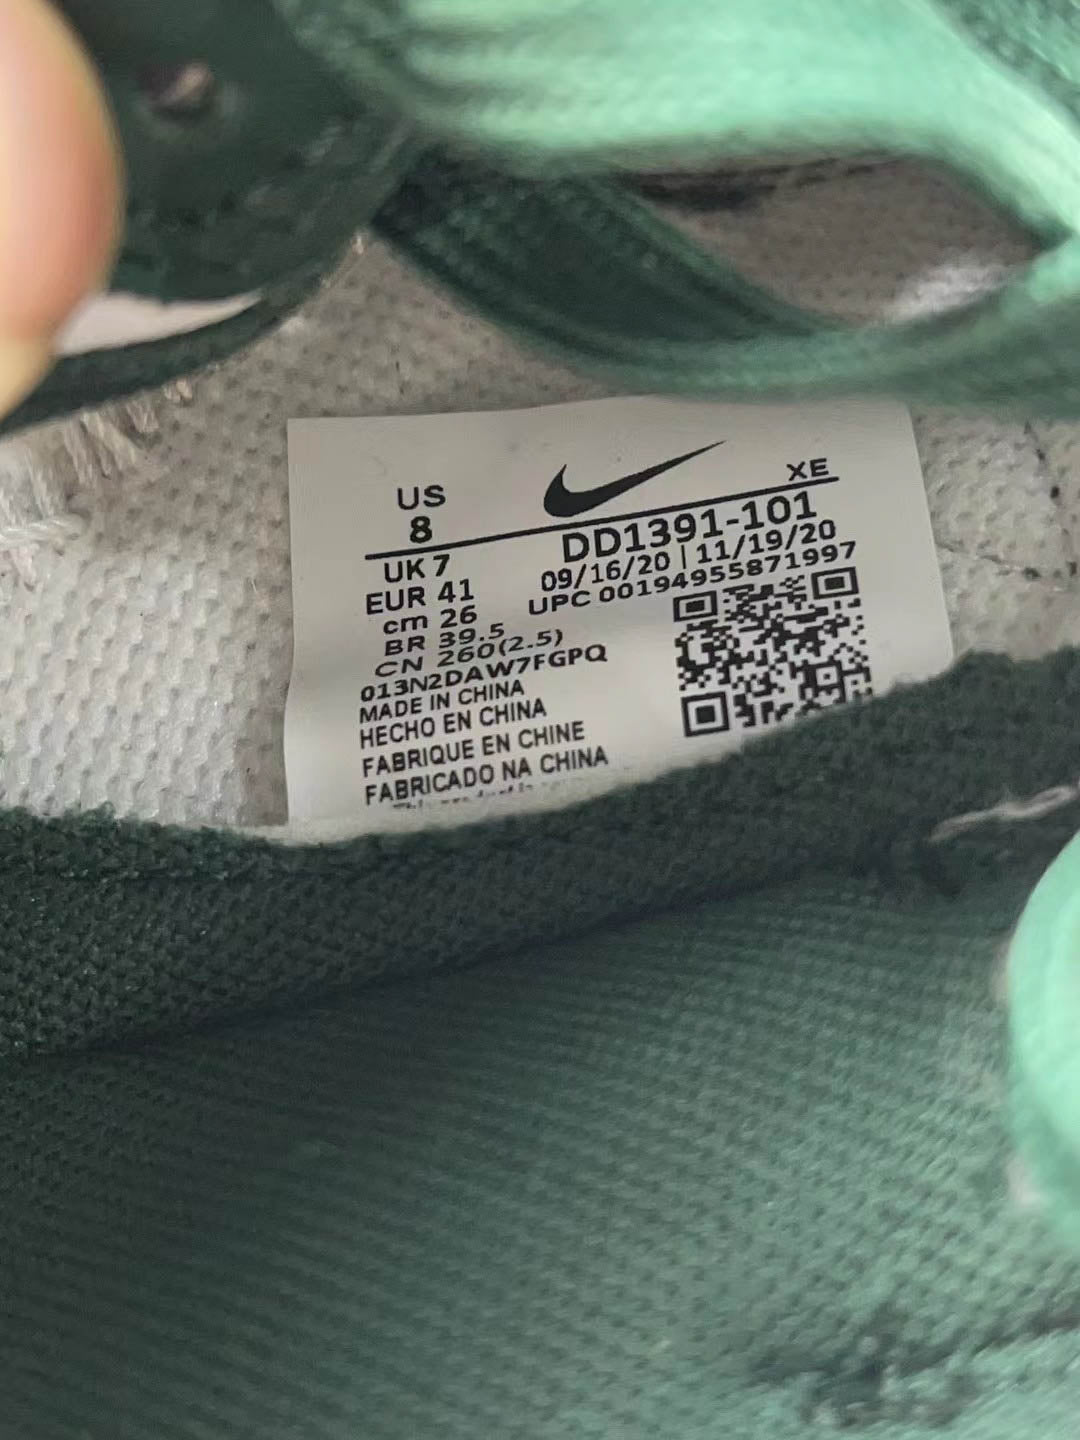 US
8
XE
UK 7
DD1391-101
EUR 41
09/16/20 | 11/19/20
cm 26
UPC 00194955871997
BR 39.5
CN 260(2.5)
013N2DAW7FGPQ
MADE IN CHINA
HECHO EN CHINA
FABRIQUE EN CHINE
FABRICADO NA CHINA